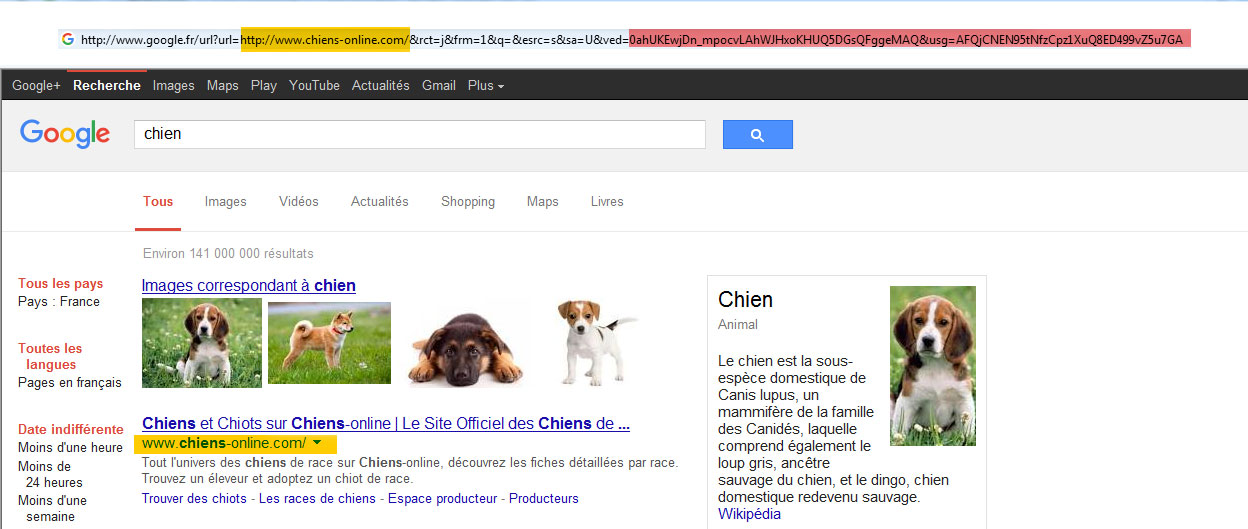 http://www.google.fr/url?url=http://www.chiens-online.com/&rct=j&frm=1&q=&esrc=s&sa=U&ved=0ahUKEwjDn_mpocvLAhWJHxoKHUQ5DGsQFggeMAQ&usg=AFQjCNEN95tNfzCpz1XuQ8ED499vZ5u7GA
Google+ Recherche Images Maps Play YouTube Actualités Gmail Plus
Google chien
Tous Images Vidéos Actualités Shopping Maps Livres
Environ 141 000 000 résultats
Tous les pays
Pays : France
Toutes les
langues
Pages en français
Date indifférente
Moins d'une heure
Moins de
24 heures
Moins d'une
semaine
Images correspondant à chien
Chiens et Chiots sur Chiens-online | Le Site Officiel des Chiens de ...
www.chiens-online.com/
Tout l'univers des chiens de race sur Chiens-online, découvrez les fiches détaillées par race.
Trouvez un éleveur et adoptez un chiot de race.
Trouver des chiots - Les races de chiens - Espace producteur - Producteurs
Chien
Animal
Le chien est la sous-
espèce domestique de
Canis lupus, un
mammifère de la famille
des Canidés, laquelle
comprend également le
loup gris, ancêtre
sauvage du chien, et le dingo, chien
domestique redevenu sauvage.
Wikipédia